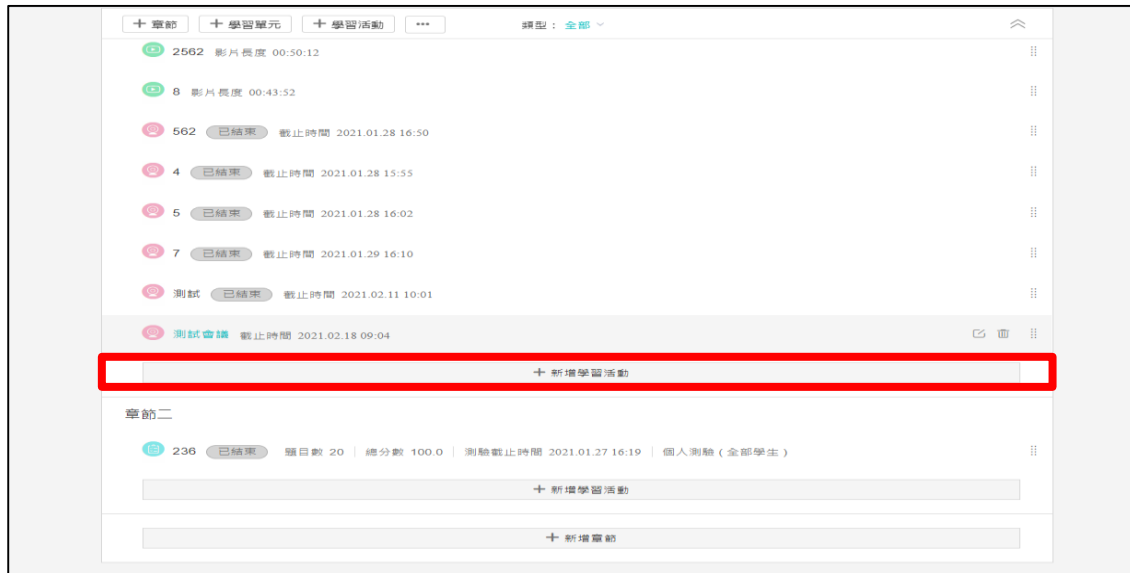 ＋ 章節 ＋ 學習單元 ＋ 學習活動 ••• 類型： 全部
2562 影片長度 00:50:12
8 影片長度 00:43:52
562 已結束 截止時間 2021.01.28 16:50
4 已結束 截止時間 2021.01.28 15:55
5 已結束 截止時間 2021.01.28 16:02
7 已結束 截止時間 2021.01.29 16:10
測試 已結束 截止時間 2021.02.11 10:01
測試會議 截止時間 2021.02.18 09:04
＋ 新增學習活動
章節二
236 已結束 題目數 20 | 總分數 100.0 | 測驗截止時間 2021.01.27 16:19 | 個人測驗 ( 全部學生 )
＋ 新增學習活動
＋ 新增章節